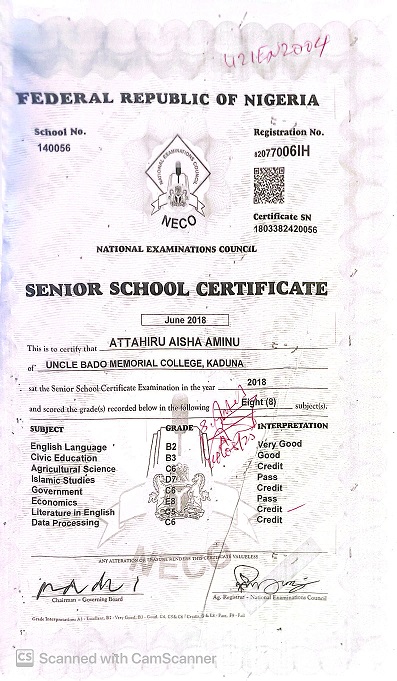 U21EN2004
FEDERAL REPUBLIC OF NIGERIA
School No.
140056
Registration No.
82077006IH
NATIONAL EXAMINATIONS COUNCIL
NECO
Certificate SN
1803382420056
NATIONAL EXAMINATIONS COUNCIL
SENIOR SCHOOL CERTIFICATE
June 2018
This is to certify that ATTAHIRU AISHA AMINU
of UNCLE BADO MEMORIAL COLLEGE, KADUNA
sat the Senior School Certificate Examination in the year 2018
and scored the grade(s) recorded below in the following Eight (8) subject(s).
SUBJECT GRADE INTERPRETATION
English Language B2 Very Good
Civic Education B3 Good
Agricultural Science C6 Credit
Islamic Studies D7 Pass
Government C6 Credit
Economics E8 Pass
Literature in English C5 Credit
Data Processing C6 Credit
NECO
ANY ALTERATION OR ERASURE RENDERS THIS CERTIFICATE VALUELESS
Chairman - Governing Board
Ag. Registrar - National Examinations Council
CS Scanned with CamScanner